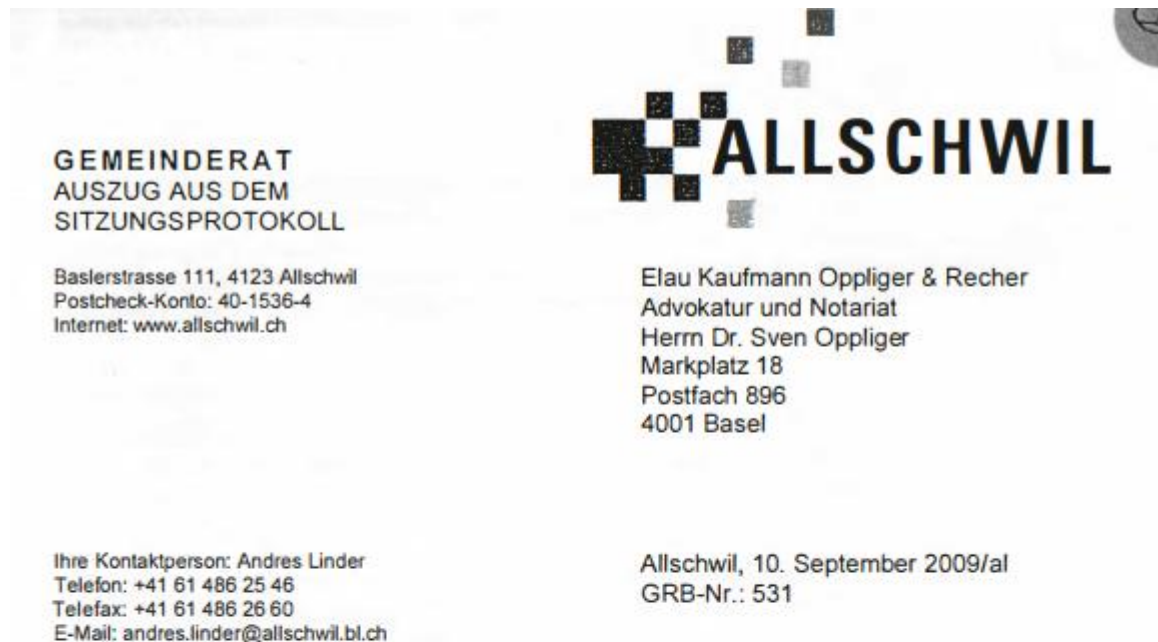 ALLSCHWIL
GEMEINDERAT
AUSZUG AUS DEM
SITZUNGSPROTOKOLL
Baslerstrasse 111, 4123 Allschwil
Postcheck-Konto: 40-1536-4
Internet: www.allschwil.ch
Elau Kaufmann Oppliger & Recher
Advokatur und Notariat
Herrn Dr. Sven Oppliger
Markplatz 18
Postfach 896
4001 Basel
Ihre Kontaktperson: Andres Linder
Telefon: +41 61 486 25 46
Telefax: +41 61 486 26 60
E-Mail: andres.linder@allschwil.bl.ch
Allschwil, 10. September 2009/al
GRB-Nr.: 531